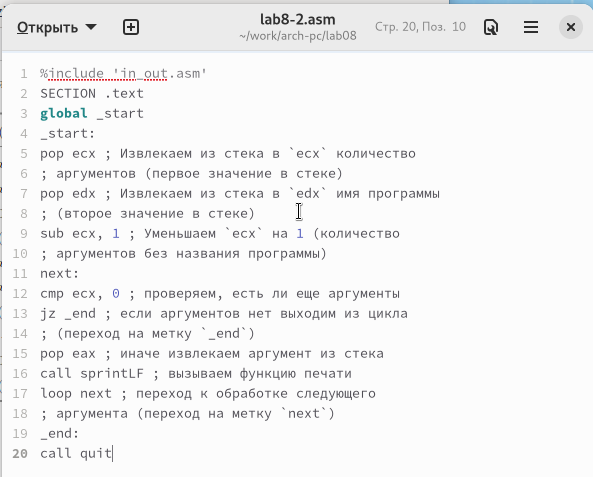 Открыть
lab8-2.asm
~/work/arch-pc/lab08
Стр. 20, Поз. 10
1 %include 'in_out.asm'
2 SECTION .text
3 global _start
4 _start:
5 pop ecx ; Извлекаем из стека в `ecx` количество
6 ; аргументов (первое значение в стеке)
7 pop edx ; Извлекаем из стека в `edx` имя программы
8 ; (второе значение в стеке)
9 sub ecx, 1 ; Уменьшаем `ecx` на 1 (количество
10 ; аргументов без названия программы)
11 next:
12 cmp ecx, 0 ; проверяем, есть ли еще аргументы
13 jz _end ; если аргументов нет выходим из цикла
14 ; (переход на метку `_end`)
15 pop eax ; иначе извлекаем аргумент из стека
16 call sprintLF ; вызываем функцию печати
17 loop next ; переход к обработке следующего
18 ; аргумента (переход на метку `next`)
19 _end:
20 call quit